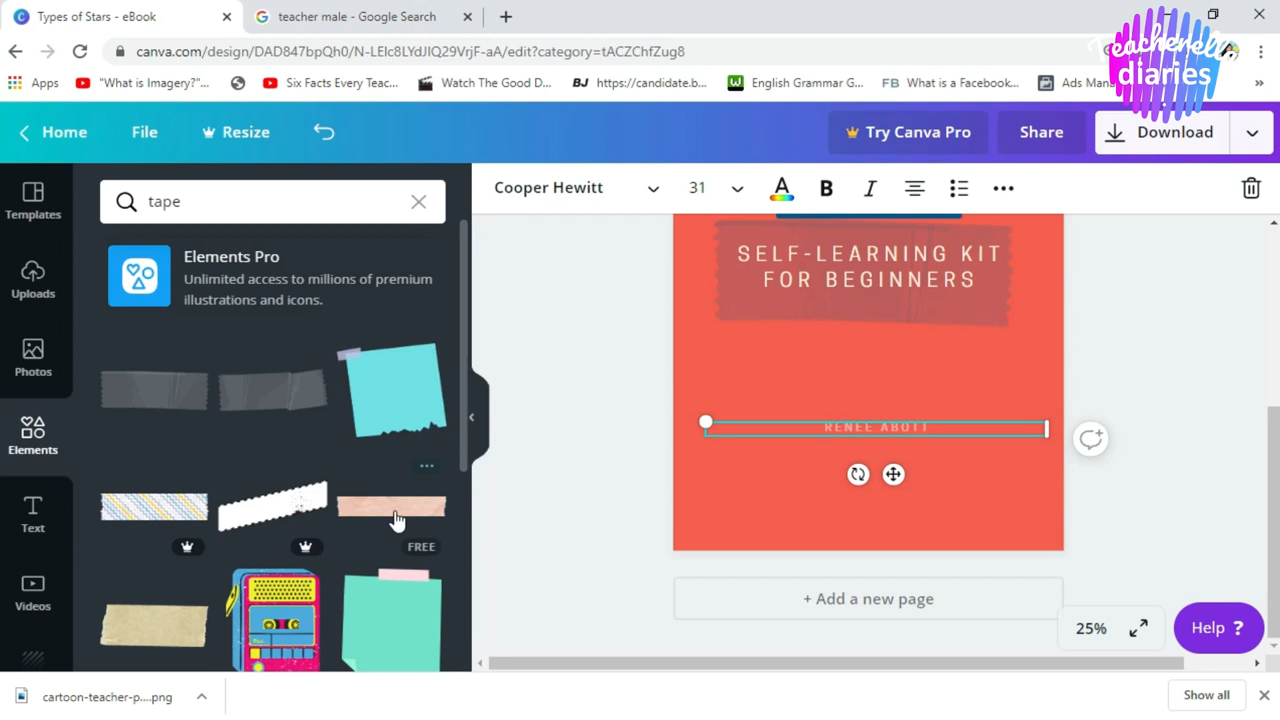 Types of Stars - eBook
teacher male - Google Search
canva.com/design/DAD847bpQh0/N-LEIc8LYdJIQ29VrjF-aA/edit?category=tACZChfZug8
Teacherella
diaries
Apps
"What is Imagery?"...
Six Facts Every Teac...
Watch The Good D...
BJ https://candidate.b...
W English Grammar G...
FB What is a Facebook...
Ads Man
»
Home
File
Resize
Try Canva Pro
Share
Download
Templates
Uploads
Photos
Elements
Text
Videos
tape
Elements Pro
Unlimited access to millions of premium
illustrations and icons.
FREE
Cooper Hewitt
31
A
B
I
SELF-LEARNING KIT
FOR BEGINNERS
RENEE ABOTT
+ Add a new page
25%
Help ?
cartoon-teacher-p....png
Show all